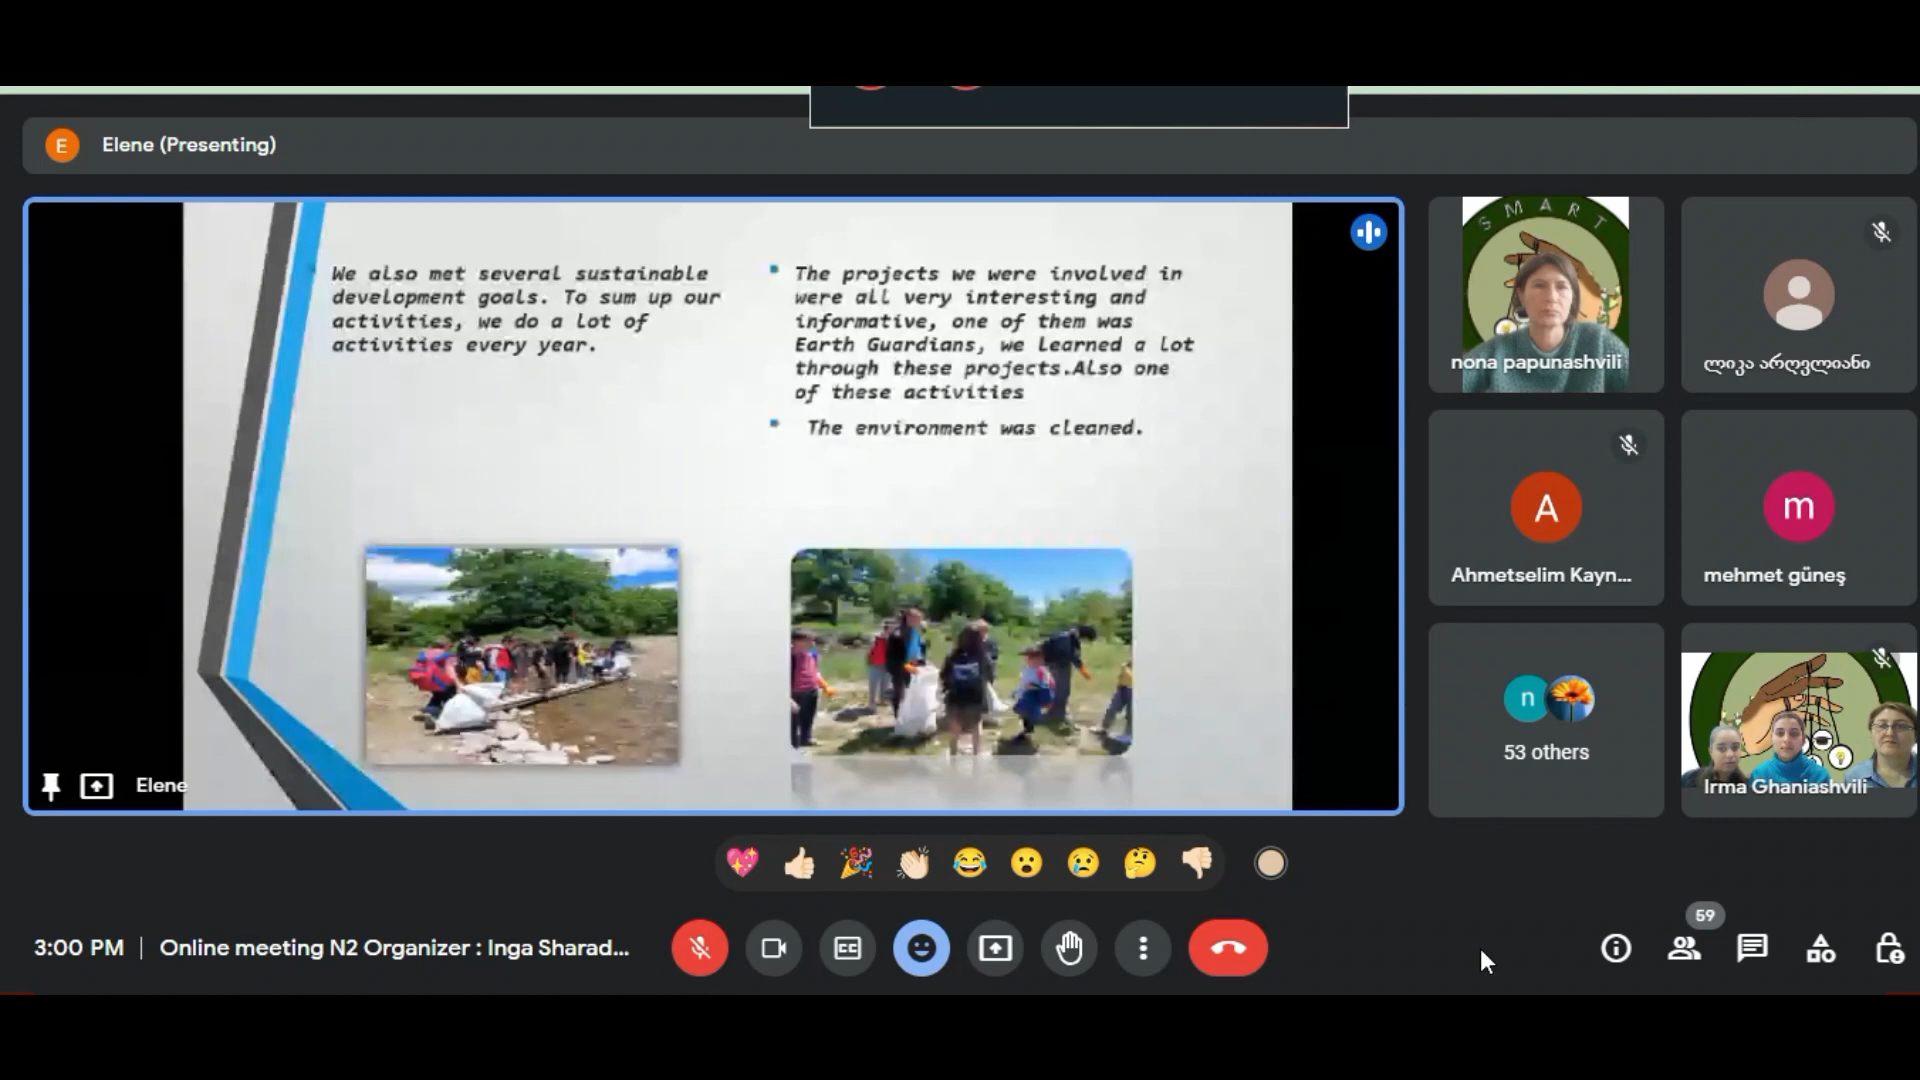 E Elene (Presenting)
We also met several sustainable
development goals. To sum up our
activities, we do a lot of
activities every year.
The projects we were involved in
were all very interesting and
informative, one of them was
Earth Guardians, we learned a lot
through these projects.Also one
of these activities
The environment was cleaned.
Elene
SMART
nona papunashvili
ლიკა არღვლიანი
A
Ahmetselim Kayn...
m
mehmet güneş
n
53 others
Irma Ghaniashvili
3:00 PM | Online meeting N2 Organizer : Inga Sharad...
CC
59